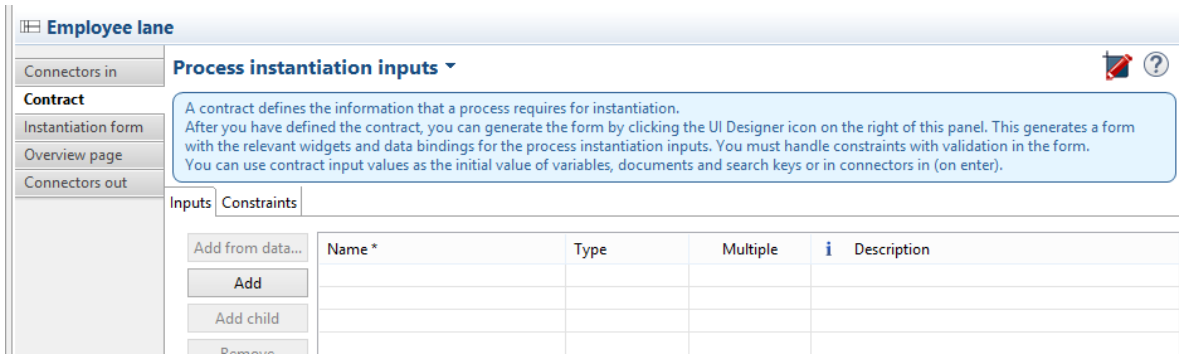 Employee lane
Connectors in
Contract
Instantiation form
Overview page
Connectors out
Process instantiation inputs
A contract defines the information that a process requires for instantiation.
After you have defined the contract, you can generate the form by clicking the UI Designer icon on the right of this panel. This generates a form
with the relevant widgets and data bindings for the process instantiation inputs. You must handle constraints with validation in the form.
You can use contract input values as the initial value of variables, documents and search keys or in connectors in (on enter).
Inputs Constraints
Add from data...
Add
Add child
Remove
Name * Type Multiple i Description